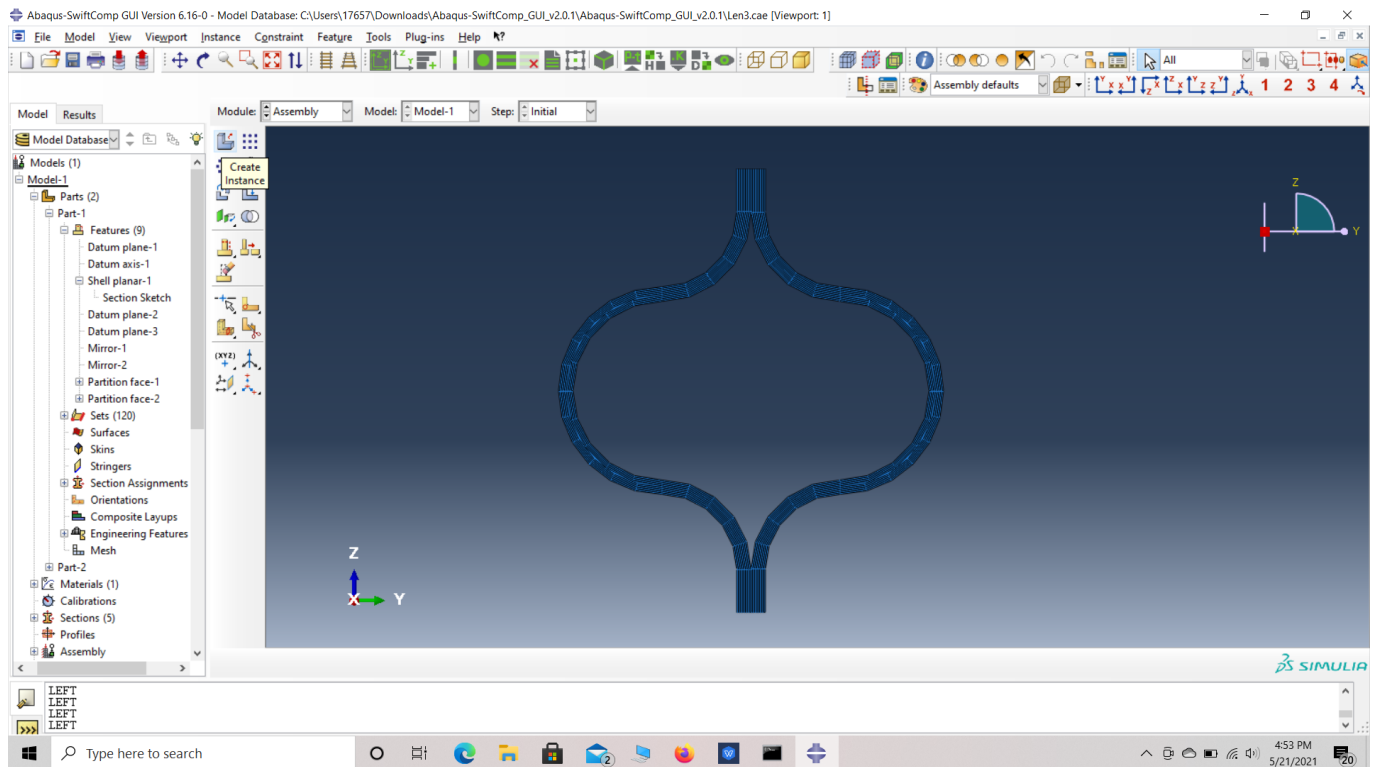 Abaqus-SwiftComp GUI Version 6.16-0 - Model Database: C:\Users\17657\Downloads\Abaqus-SwiftComp_GUI_v2.0.1\Abaqus-SwiftComp_GUI_v2.0.1\Len3.cae [Viewport: 1]
File Model View Viewport Instance Constraint Feature Tools Plug-ins Help
All
Assembly defaults
1 2 3 4
Model Results
Module: Assembly Model: Model-1 Step: Initial
Model Database
Create
Instance
Models (1)
Model-1
Parts (2)
Part-1
Features (9)
Datum plane-1
Datum axis-1
Shell planar-1
Section Sketch
Datum plane-2
Datum plane-3
Mirror-1
Mirror-2
Partition face-1
Partition face-2
Sets (120)
Surfaces
Skins
Stringers
Section Assignments
Orientations
Composite Layups
Engineering Features
Mesh
Part-2
Materials (1)
Calibrations
Sections (5)
Profiles
Assembly
(XYZ)
Z
X
Y
Z
X
Y
SIMULIA
LEFT
LEFT
LEFT
LEFT
Type here to search
2
4:53 PM
5/21/2021
20